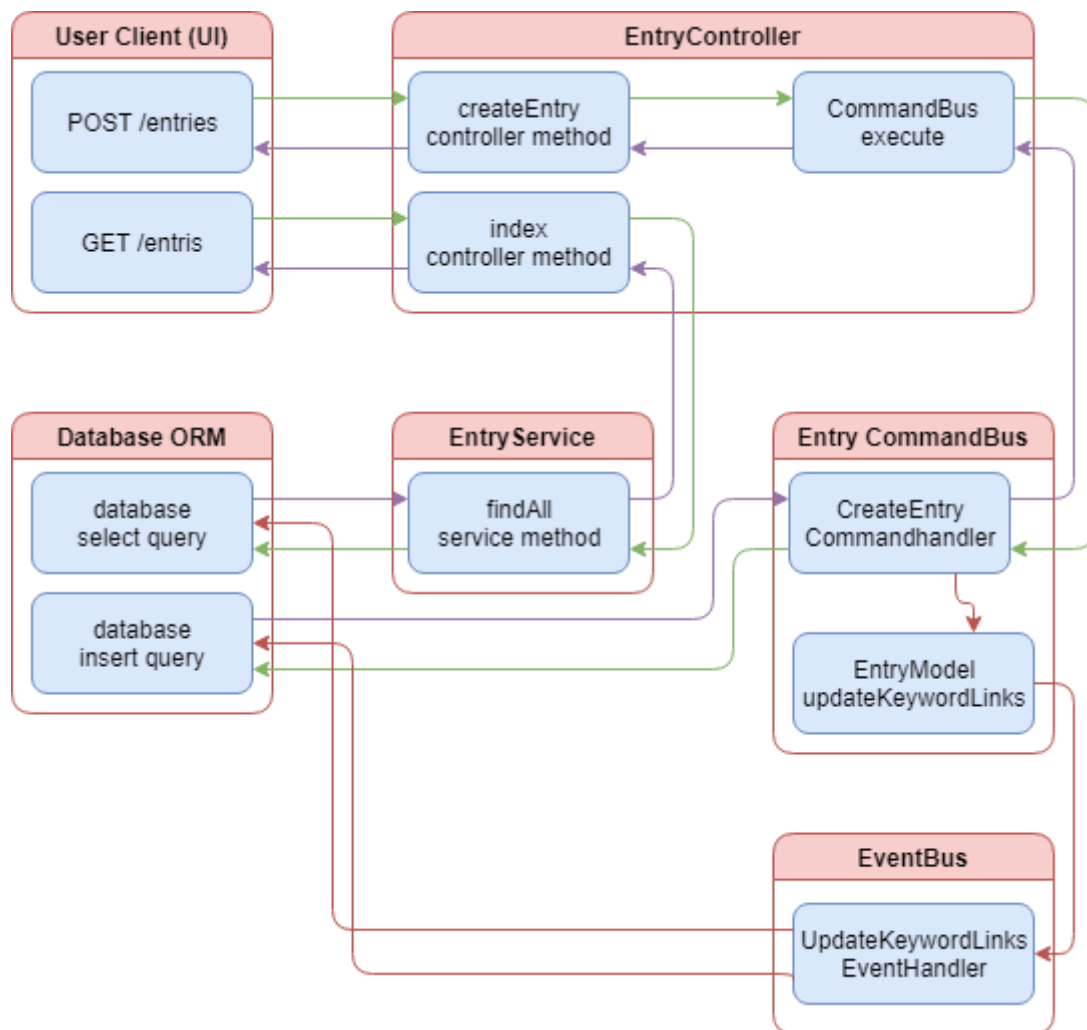 User Client (UI)
POST /entries
GET /entris
EntryController
createEntry
controller method
CommandBus
execute
index
controller method
Database ORM
database
select query
database
insert query
EntryService
findAll
service method
Entry CommandBus
CreateEntry
Commandhandler
EntryModel
updateKeywordLinks
EventBus
UpdateKeywordLinks
EventHandler